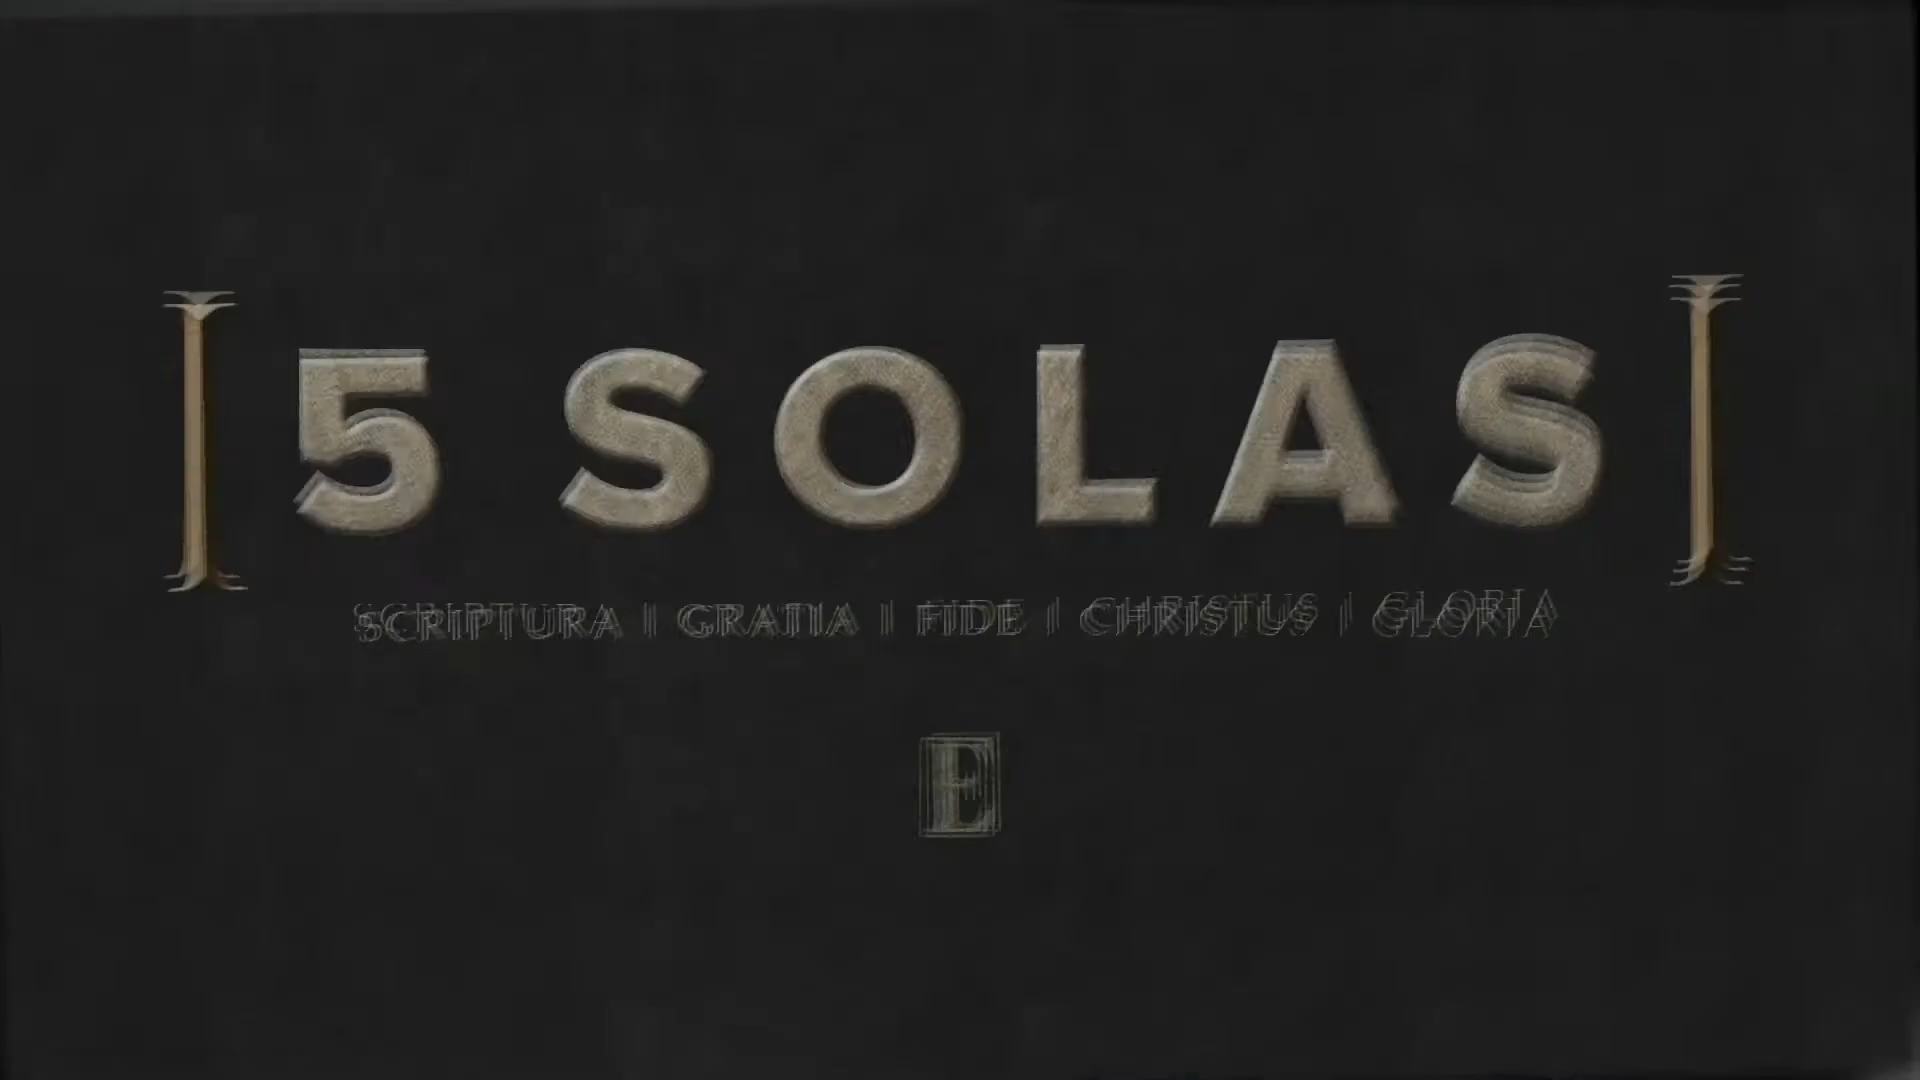 5 SOLAS
SCRIPTURA | GRATIA | FIDE | CHRISTUS | GLORIA